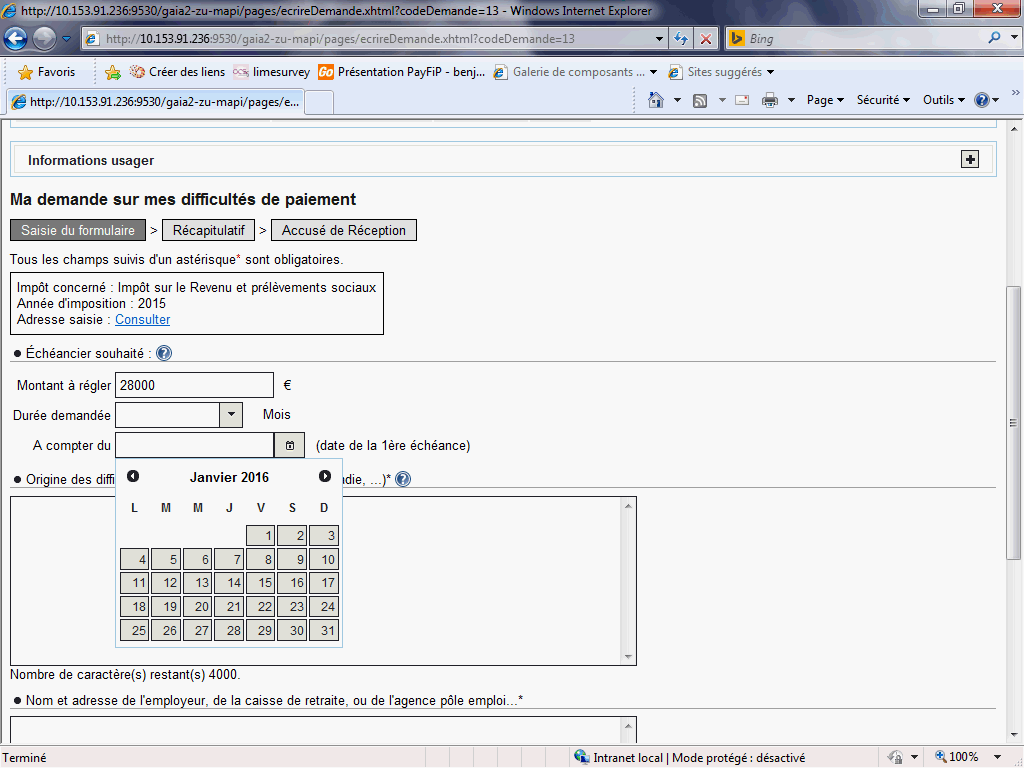 http://10.153.91.236:9530/gaia2-zu-mapi/pages/ecrireDemande.xhtml?codeDemande=13 - Windows Internet Explorer
http://10.153.91.236:9530/gaia2-zu-mapi/pages/ecrireDemande.xhtml?codeDemande=13
Bing
Favoris Créer des liens limesurvey Go Présentation PayFiP - benj... Galerie de composants ... Sites suggérés
http://10.153.91.236:9530/gaia2-zu-mapi/pages/e... Page Sécurité Outils
Informations usager
Ma demande sur mes difficultés de paiement
Saisie du formulaire > Récapitulatif > Accusé de Réception
Tous les champs suivis d'un astérisque* sont obligatoires.
Impôt concerné : Impôt sur le Revenu et prélèvements sociaux
Année d'imposition : 2015
Adresse saisie : Consulter
Échéancier souhaité :
Montant à régler 28000 €
Durée demandée Mois
A compter du (date de la 1ère échéance)
Origine des diffi die, ...)*
Janvier 2016
L M M J V S D
1 2 3
4 5 6 7 8 9 10
11 12 13 14 15 16 17
18 19 20 21 22 23 24
25 26 27 28 29 30 31
Nombre de caractère(s) restant(s) 4000.
Nom et adresse de l'employeur, de la caisse de retraite, ou de l'agence pôle emploi...*
Terminé Intranet local | Mode protégé : désactivé 100%